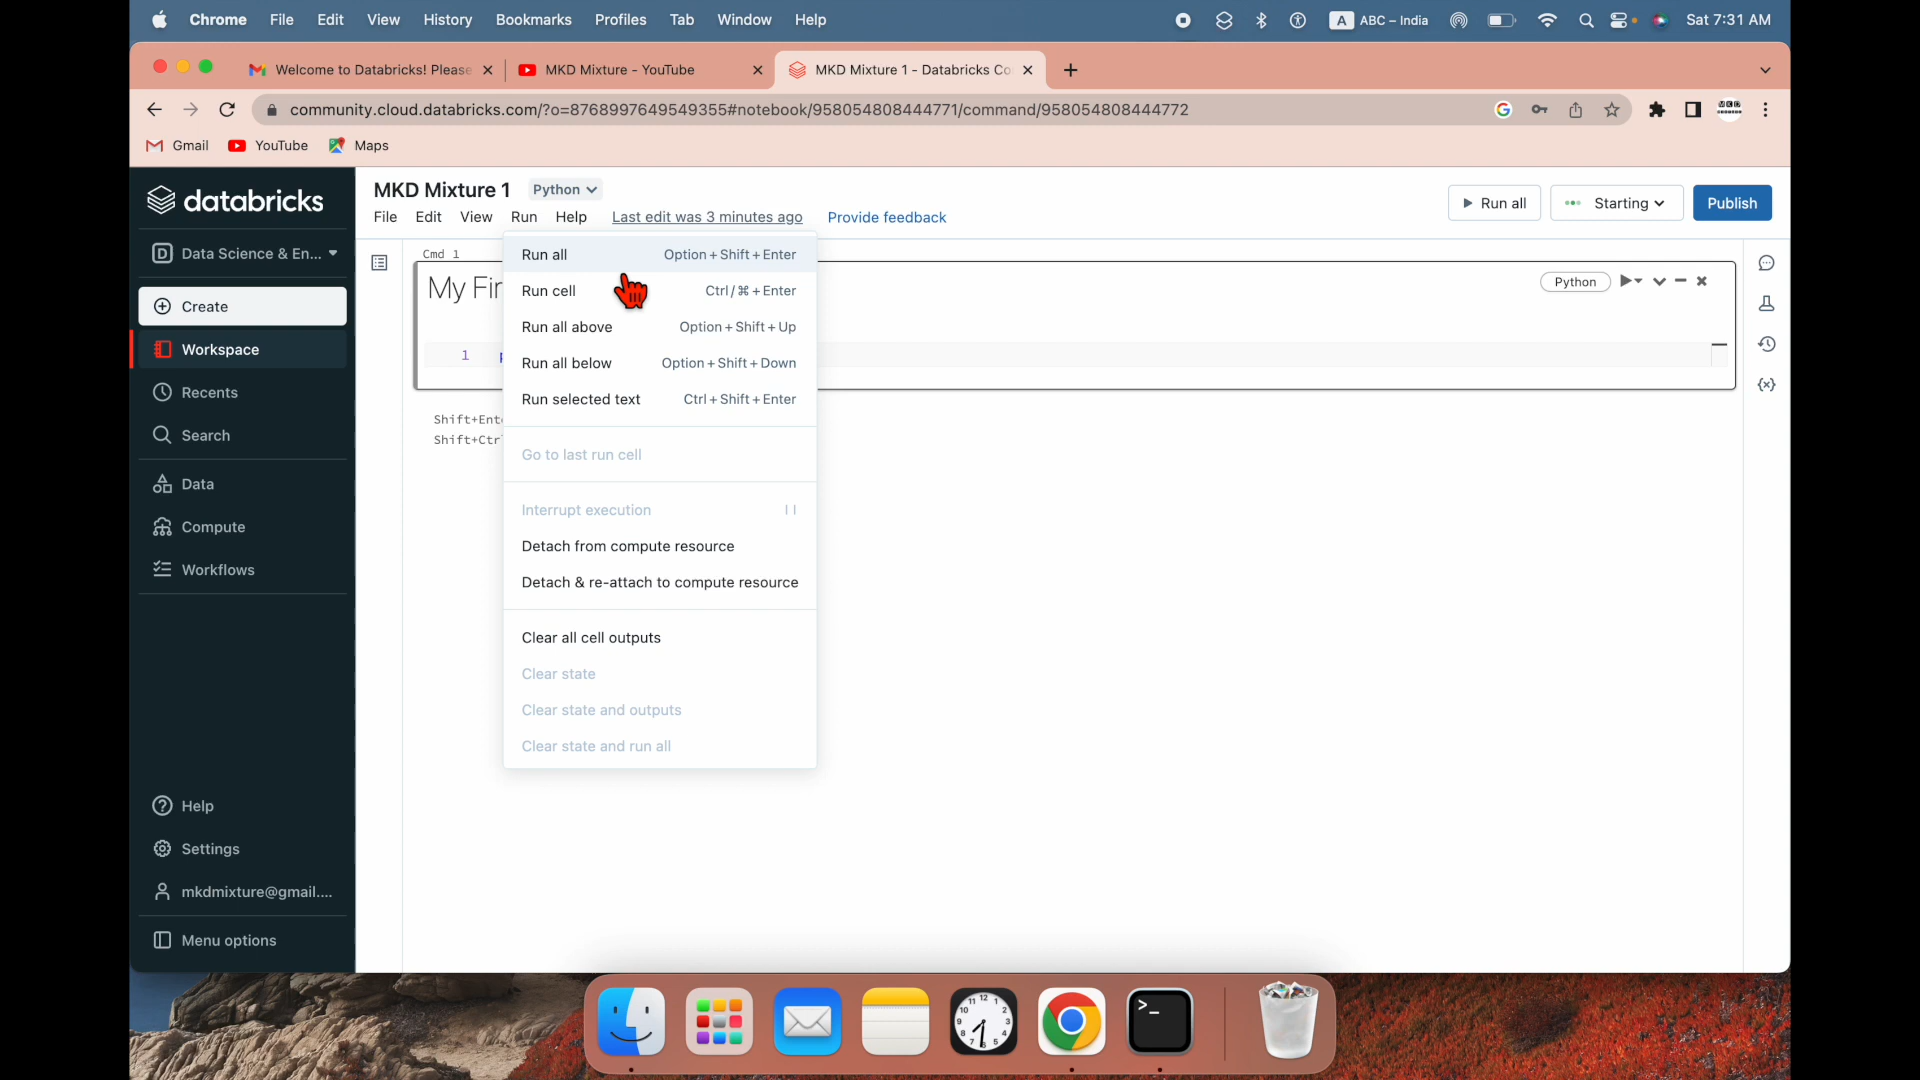 Chrome File Edit View History Bookmarks Profiles Tab Window Help A ABC – India Sat 7:31 AM
Welcome to Databricks! Please MKD Mixture - YouTube MKD Mixture 1 - Databricks Co
community.cloud.databricks.com/?o=8768997649549355#notebook/958054808444771/command/958054808444772
Gmail YouTube Maps
databricks
MKD Mixture 1 Python
File Edit View Run Help Last edit was 3 minutes ago Provide feedback
Run all Starting Publish
Data Science & En...
Create
Workspace
Recents
Search
Data
Compute
Workflows
Help
Settings
mkdmixture@gmail....
Menu options
Cmd 1
My Fir
Python
1
Shift+Ent
Shift+Ctr
Run all Option+Shift+Enter
Run cell Ctrl/⌘+Enter
Run all above Option+Shift+Up
Run all below Option+Shift+Down
Run selected text Ctrl+Shift+Enter
Go to last run cell
Interrupt execution
Detach from compute resource
Detach & re-attach to compute resource
Clear all cell outputs
Clear state
Clear state and outputs
Clear state and run all